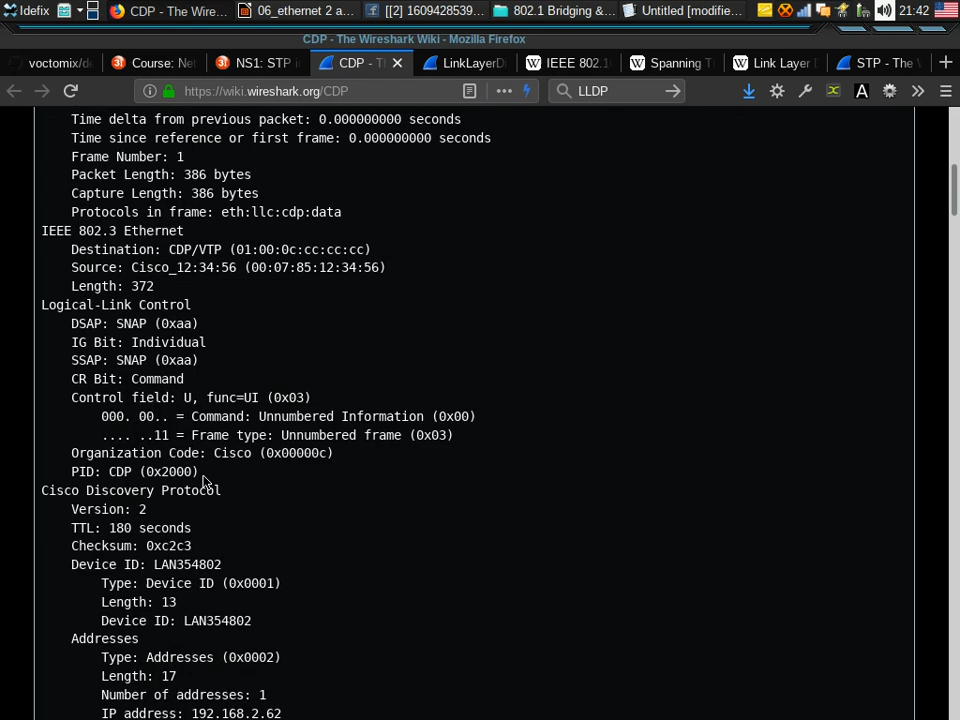 Idefix CDP - The Wire... 06_ethernet 2 a... [[2] 1609428539... 802.1 Bridging &... Untitled [modifie... 21:42
CDP - The Wireshark Wiki - Mozilla Firefox
voctomix/de Course: Net NS1: STP i CDP - T LinkLayerDi IEEE 802.1 Spanning T Link Layer STP - The W
https://wiki.wireshark.org/CDP LLDP A
Time delta from previous packet: 0.000000000 seconds
Time since reference or first frame: 0.000000000 seconds
Frame Number: 1
Packet Length: 386 bytes
Capture Length: 386 bytes
Protocols in frame: eth:llc:cdp:data
IEEE 802.3 Ethernet
Destination: CDP/VTP (01:00:0c:cc:cc:cc)
Source: Cisco_12:34:56 (00:07:85:12:34:56)
Length: 372
Logical-Link Control
DSAP: SNAP (0xaa)
IG Bit: Individual
SSAP: SNAP (0xaa)
CR Bit: Command
Control field: U, func=UI (0x03)
000. 00.. = Command: Unnumbered Information (0x00)
.... ..11 = Frame type: Unnumbered frame (0x03)
Organization Code: Cisco (0x00000c)
PID: CDP (0x2000)
Cisco Discovery Protocol
Version: 2
TTL: 180 seconds
Checksum: 0xc2c3
Device ID: LAN354802
Type: Device ID (0x0001)
Length: 13
Device ID: LAN354802
Addresses
Type: Addresses (0x0002)
Length: 17
Number of addresses: 1
IP address: 192.168.2.62